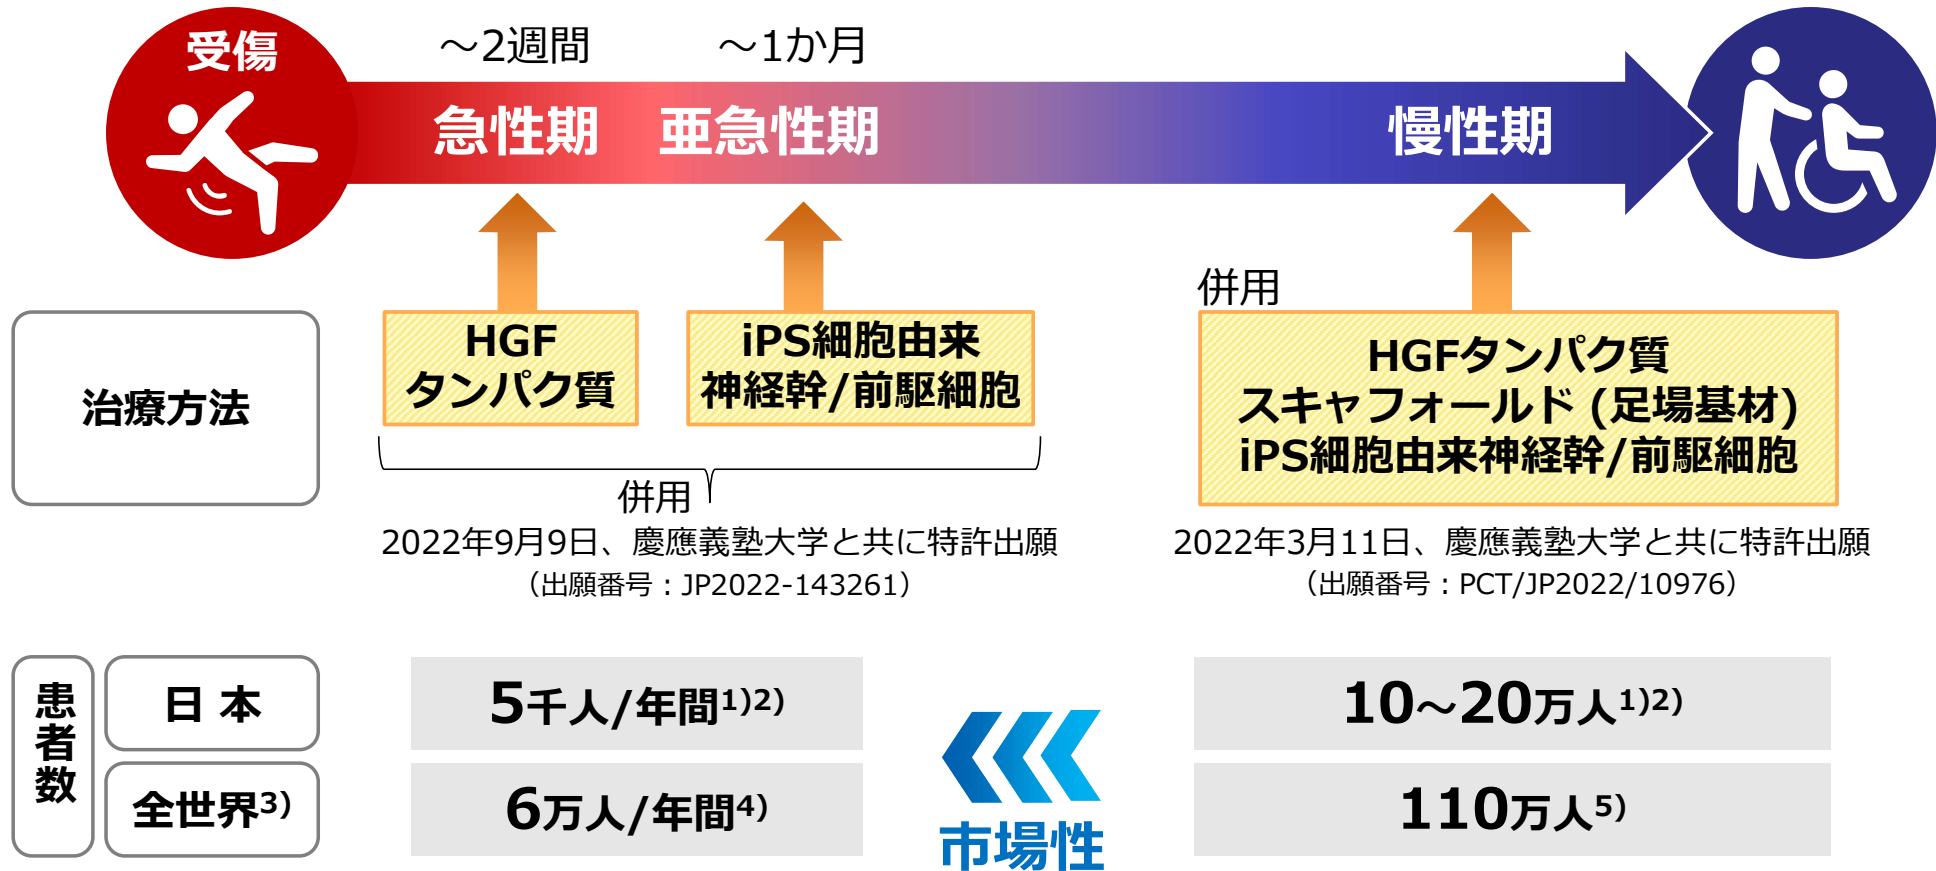 受傷
～2週間
～1か月
急性期
亜急性期
慢性期
併用
治療方法
HGF
タンパク質
iPS細胞由来
神経幹/前駆細胞
HGFタンパク質
スキャフォールド (足場基材)
iPS細胞由来神経幹/前駆細胞
併用
2022年9月9日、慶應義塾大学と共に特許出願
（出願番号：JP2022-143261）
2022年3月11日、慶應義塾大学と共に特許出願
（出願番号：PCT/JP2022/10976）
患者数
日 本
5千人/年間1)2)
10～20万人1)2)
全世界3)
6万人/年間4)
110万人5)
市場性